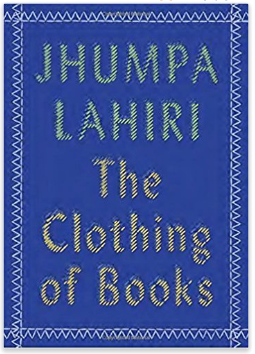 JHUMPA
LAHIRI
The
Clothing
of Books